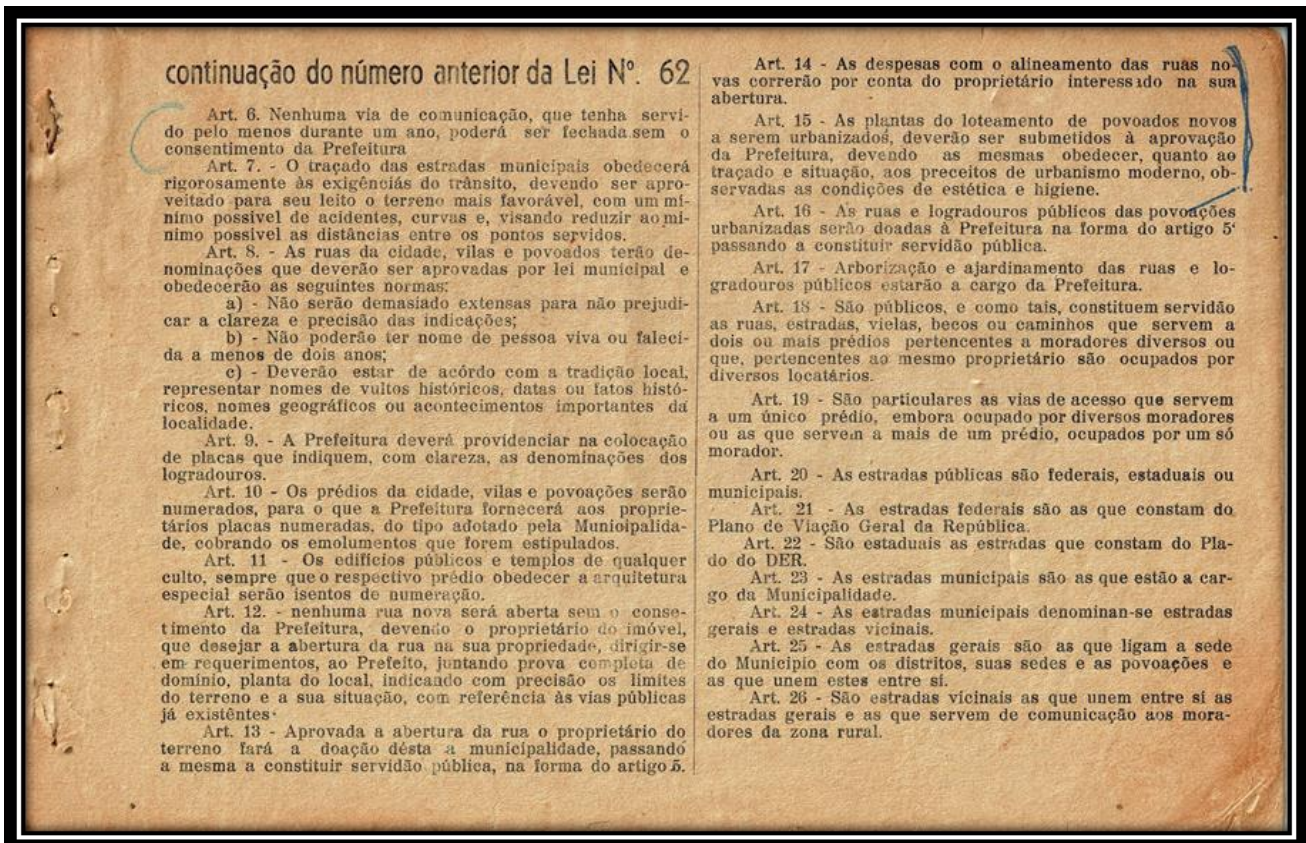 continuação do número anterior da Lei Nº. 62
Art. 6. Nenhuma via de comunicação, que tenha servi-
do pelo menos durante um ano, poderá ser fechada sem o
consentimento da Prefeitura
Art. 7. - O traçado das estradas municipais obedecerá
rigorosamente às exigênciás do trânsito, devendo ser apro-
veitado para seu leito o terreno mais favorável, com um mí-
nimo possivel de acidentes, curvas e, visando reduzir ao mí-
nimo possivel as distâncias entre os pontos servidos.
Art. 8. - As ruas da cidade, vilas e povoados terão de-
nominações que deverão ser aprovadas por lei municipal e
obedecerão as seguintes normas:
a) - Não serão demasiado extensas para não prejudi-
car a clareza e precisão das indicações;
b) - Não poderão ter nome de pessoa viva ou faleci-
da a menos de dois anos;
c) - Deverão estar de acórdo com a tradição local,
representar nomes de vultos históricos, datas ou fatos histó-
ricos, nomes geográficos ou acontecimentos importantes da
localidade.
Art. 9. - A Prefeitura deverá providenciar na colocação
de placas que indiquem, com clareza, as denominações dos
logradouros.
Art. 10 - Os prédios da cidade, vilas e povoações serão
numerados, para o que a Prefeitura fornecerá aos proprie-
tários placas numeradas, do tipo adotado pela Munioipalida-
de, cobrando os emolumentos que forem estipulados.
Art. 11 - Os edifícios públicos e templos de qualquer
culto, sempre que o respectivo prédio obedecer a arquitetura
especial serão isentos de numeração.
Art. 12. - nenhuma rua nova será aberta sem o conse-
timento da Prefeitura, devendo o proprietário do imóvel,
que desejar a abertura da rua na sua propriedade, dirigir-se
em requerimentos, ao Prefeito, juntando prova completa de
domínio, planta do local, indicando com precisão os limites
do terreno e a sua situação, com referência às vias públicas
já existêntes·
Art. 13 - Aprovada a abertura da rua o proprietário do
terreno fará a doação désta a municipalidade, passando
a mesma a constituir servidão pública, na forma do artigo 5.
Art. 14 - As despesas com o alineamento das ruas no-
vas correrão por conta do proprietário interessado na sua
abertura.
Art. 15 - As plantas do loteamento de povoados novos
a serem urbanizados, deverão ser submetidos à aprovação
da Prefeitura, devendo as mesmas obedecer, quanto ao
traçado e situação, aos preceitos de urbanismo moderno, ob-
servadas as condições de estética e higiene.
Art. 16 - As ruas e logradouros públicos das povoações
urbanizadas serão doadas à Prefeitura na forma do artigo 5'
passando a constituir servidão pública.
Art. 17 - Arborização e ajardinamento das ruas e lo-
gradouros públicos estarão a cargo da Prefeitura.
Art. 18 - São públicos, e como tais, constituem servidão
as ruas, estradas, vielas, becos ou caminhos que servem a
dois ou mais prédios pertencentes a moradores diversos ou
que, pertencentes ao mesmo proprietário são ocupados por
diversos locatários.
Art. 19 - São particulares as vias de acesso que servem
a um único prédio, embora ocupado por diversos moradores
ou as que servem a mais de um prédio, ocupados por um só
morador.
Art. 20 - As estradas públicas são federais, estaduais ou
municipais.
Art. 21 - As estradas federais são as que constam do
Plano de Viação Geral da República.
Art. 22 - São estaduais as estradas que constam do Pla-
do do DER.
Art. 23 - As estradas municipais são as que estão a car-
go da Municipalidade.
Art. 24 - As estradas municipais denominan-se estradas
gerais e estradas vicinais.
Art. 25 - As estradas gerais são as que ligam a sede
do Municipio com os distritos, suas sedes e as povoações e
as que unem estes entre si.
Art. 26 - São estradas vicinais as que unem entre si as
estradas gerais e as que servem de comunicação aos mora-
dores da zona rural.